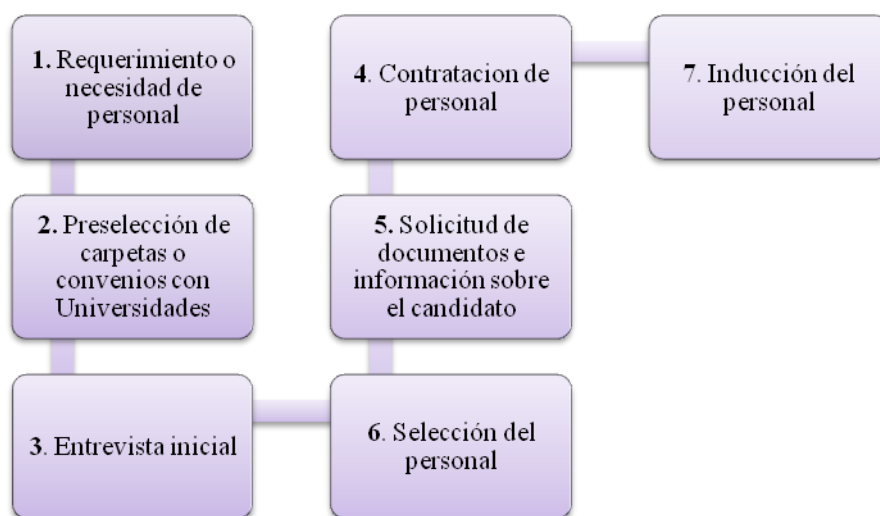 1. Requerimiento o
necesidad de
personal
2. Preselección de
carpetas o
convenios con
Universidades
3. Entrevista inicial
4. Contratacion de
personal
5. Solicitud de
documentos e
información sobre
el candidato
6. Selección del
personal
7. Inducción del
personal